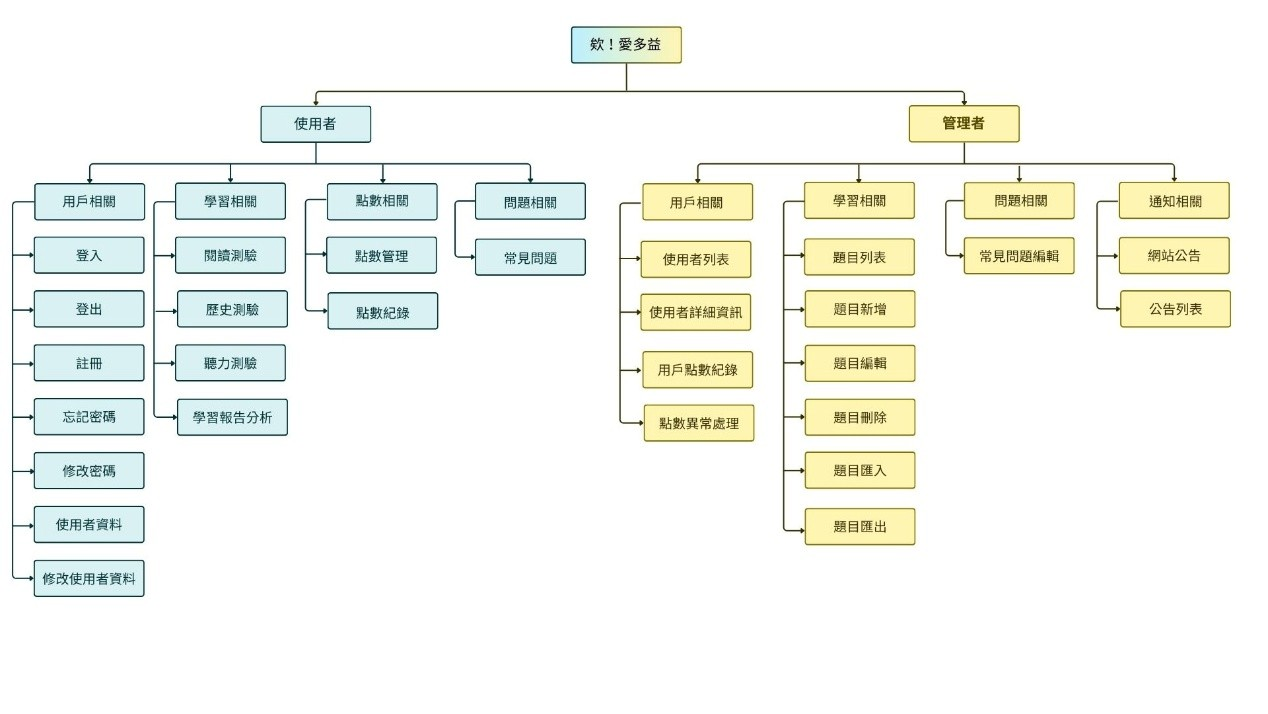 欸！愛多益
使用者
管理者
用戶相關
登入
登出
註冊
忘記密碼
修改密碼
使用者資料
修改使用者資料
學習相關
閱讀測驗
歷史測驗
聽力測驗
學習報告分析
點數相關
點數管理
點數紀錄
問題相關
常見問題
用戶相關
使用者列表
使用者詳細資訊
用戶點數紀錄
點數異常處理
學習相關
題目列表
題目新增
題目編輯
題目刪除
題目匯入
題目匯出
問題相關
常見問題編輯
通知相關
網站公告
公告列表